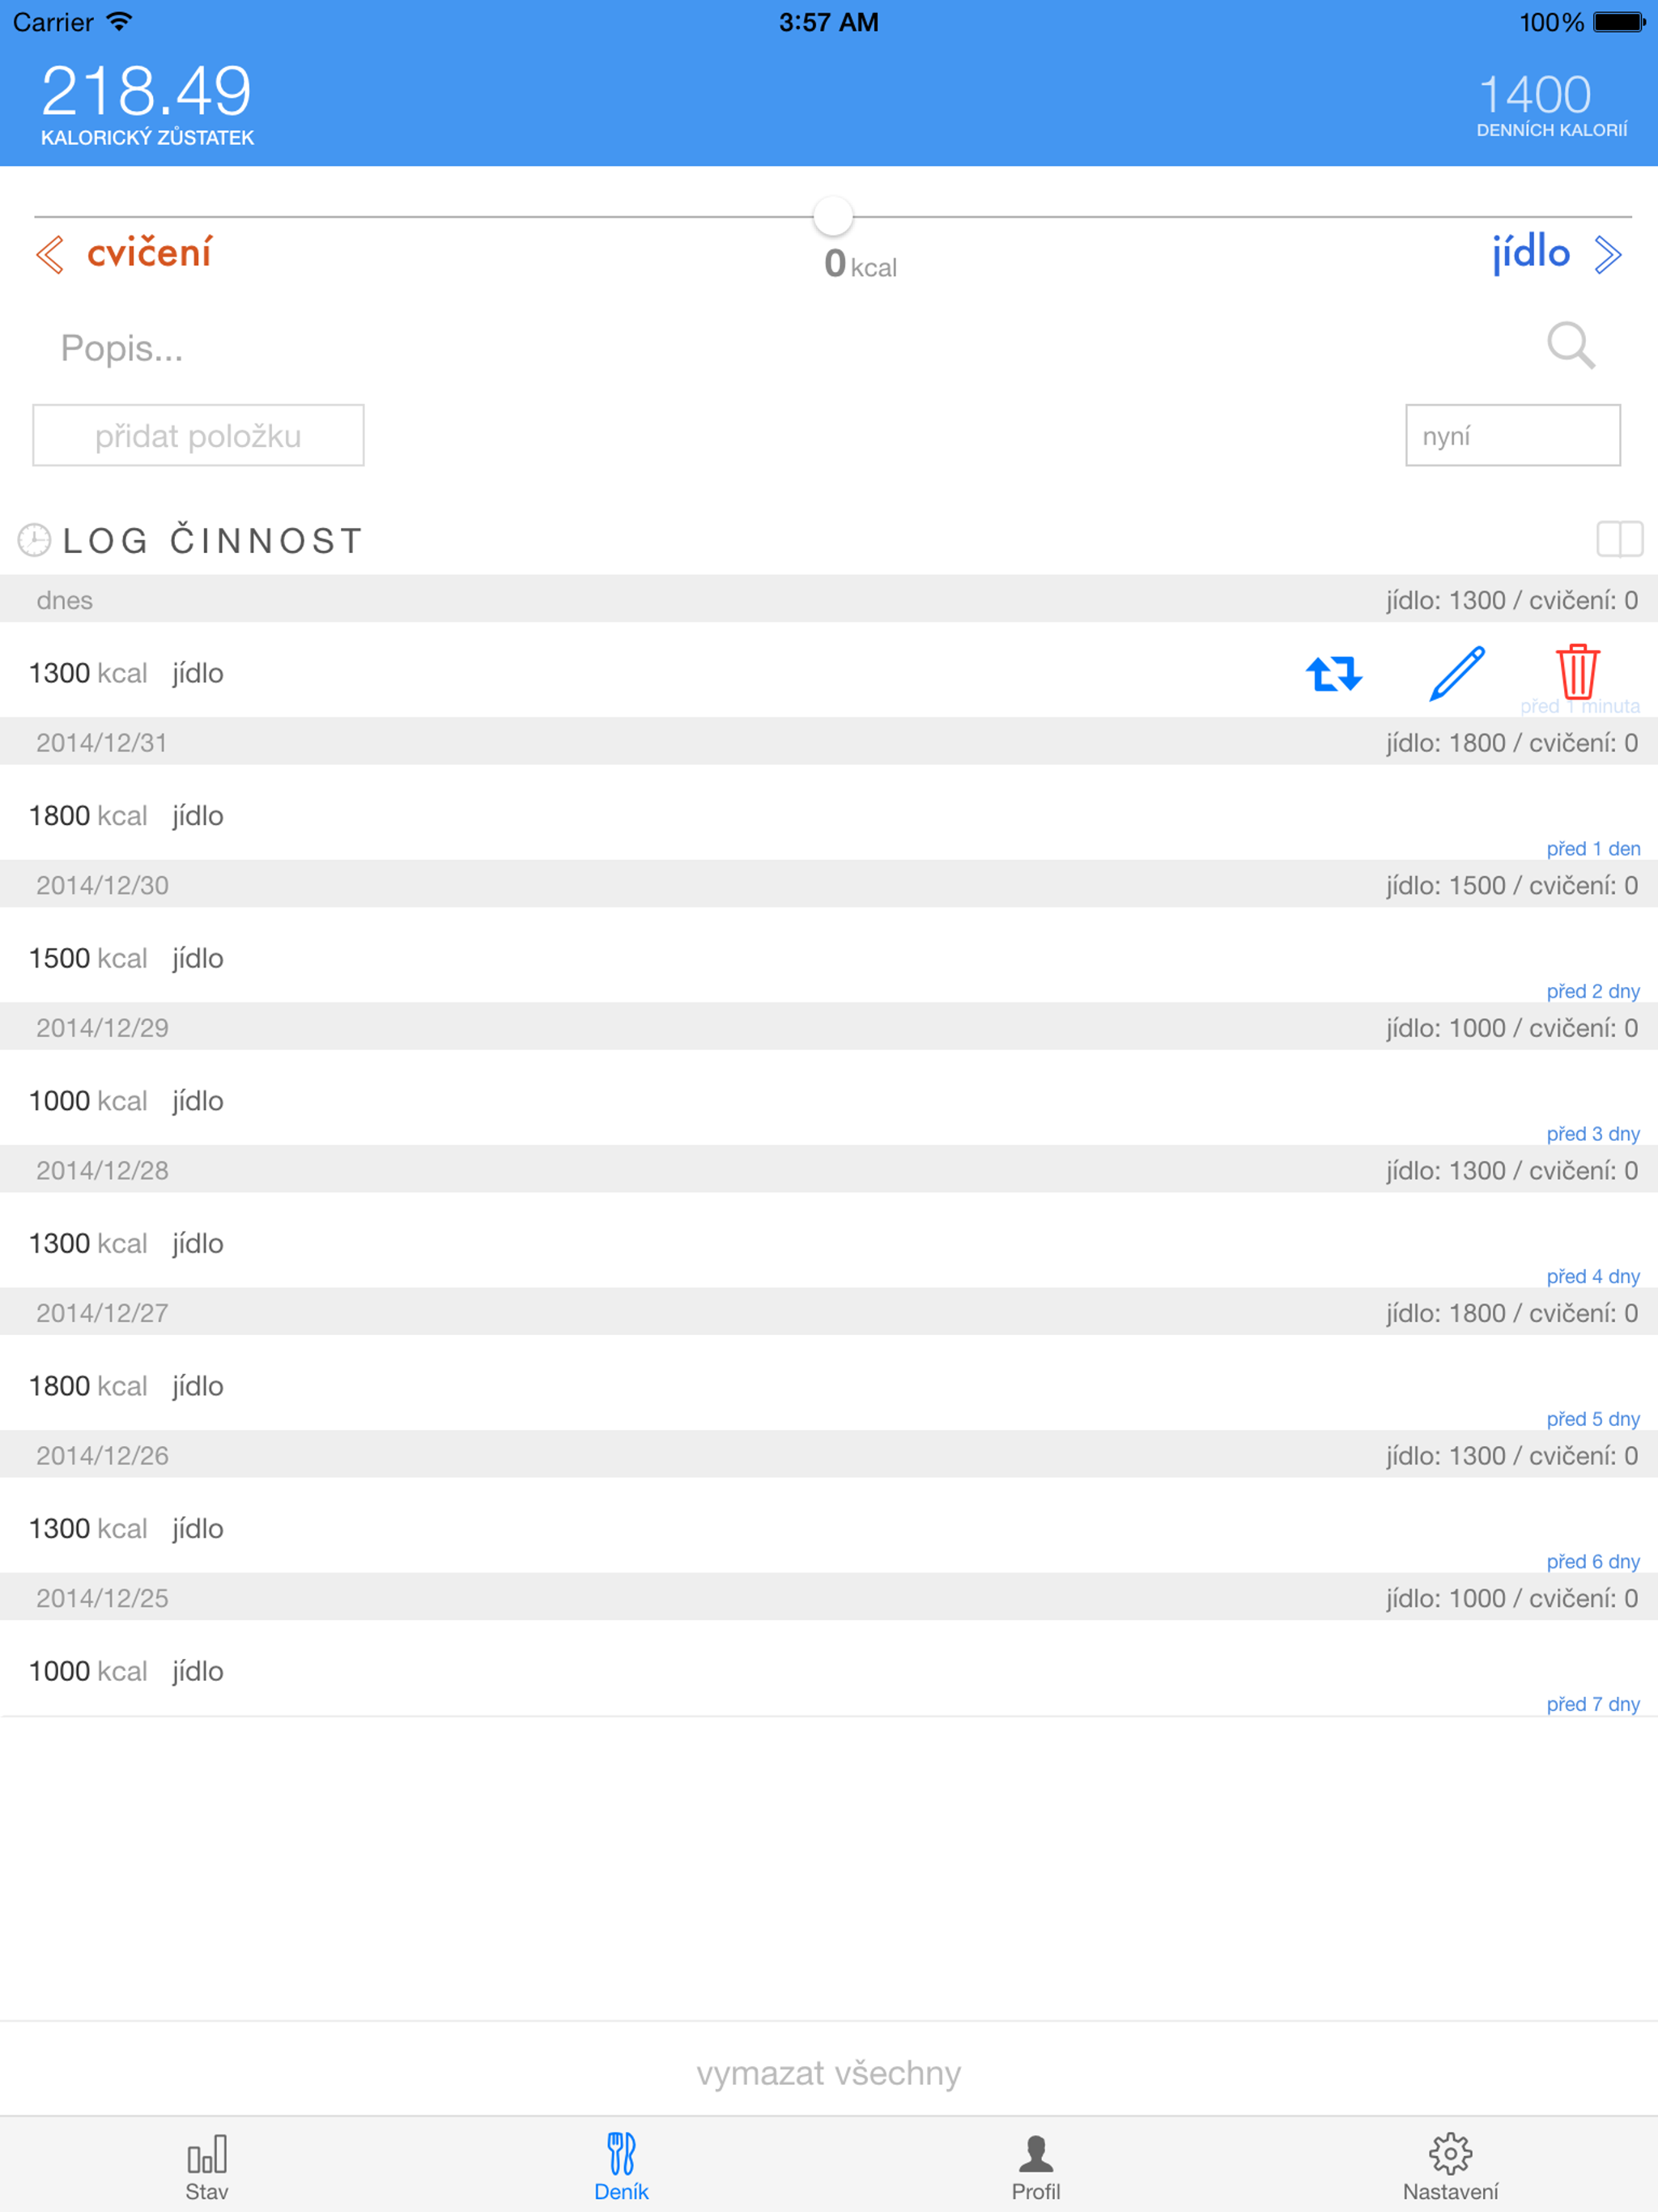 Carrier 3:57 AM 100%
218.49 1400
KALORICKÝ ZŮSTATEK DENNÍCH KALORIÍ
cvičení jídlo
0 kcal
Popis...
přidat položku nyní
LOG ČINNOST
dnes jídlo: 1300 / cvičení: 0
1300 kcal jídlo
před 1 minuta
2014/12/31 jídlo: 1800 / cvičení: 0
1800 kcal jídlo
před 1 den
2014/12/30 jídlo: 1500 / cvičení: 0
1500 kcal jídlo
před 2 dny
2014/12/29 jídlo: 1000 / cvičení: 0
1000 kcal jídlo
před 3 dny
2014/12/28 jídlo: 1300 / cvičení: 0
1300 kcal jídlo
před 4 dny
2014/12/27 jídlo: 1800 / cvičení: 0
1800 kcal jídlo
před 5 dny
2014/12/26 jídlo: 1300 / cvičení: 0
1300 kcal jídlo
před 6 dny
2014/12/25 jídlo: 1000 / cvičení: 0
1000 kcal jídlo
před 7 dny
vymazat všechny
Stav Deník Profil Nastavení